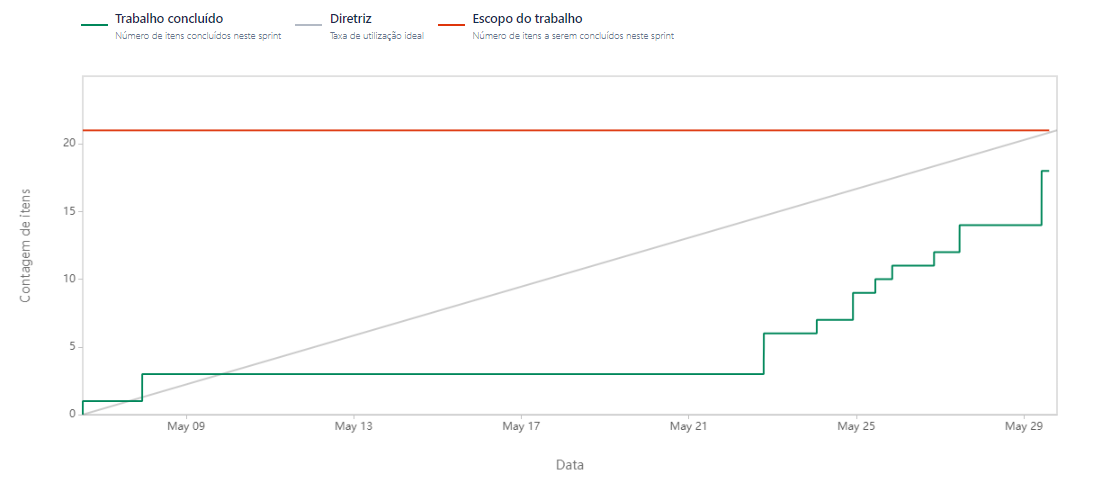 Trabalho concluído
Número de itens concluídos neste sprint
Diretriz
Taxa de utilização ideal
Escopo do trabalho
Número de itens a serem concluídos neste sprint
Contagem de itens
20
15
10
5
0
May 09
May 13
May 17
May 21
May 25
May 29
Data